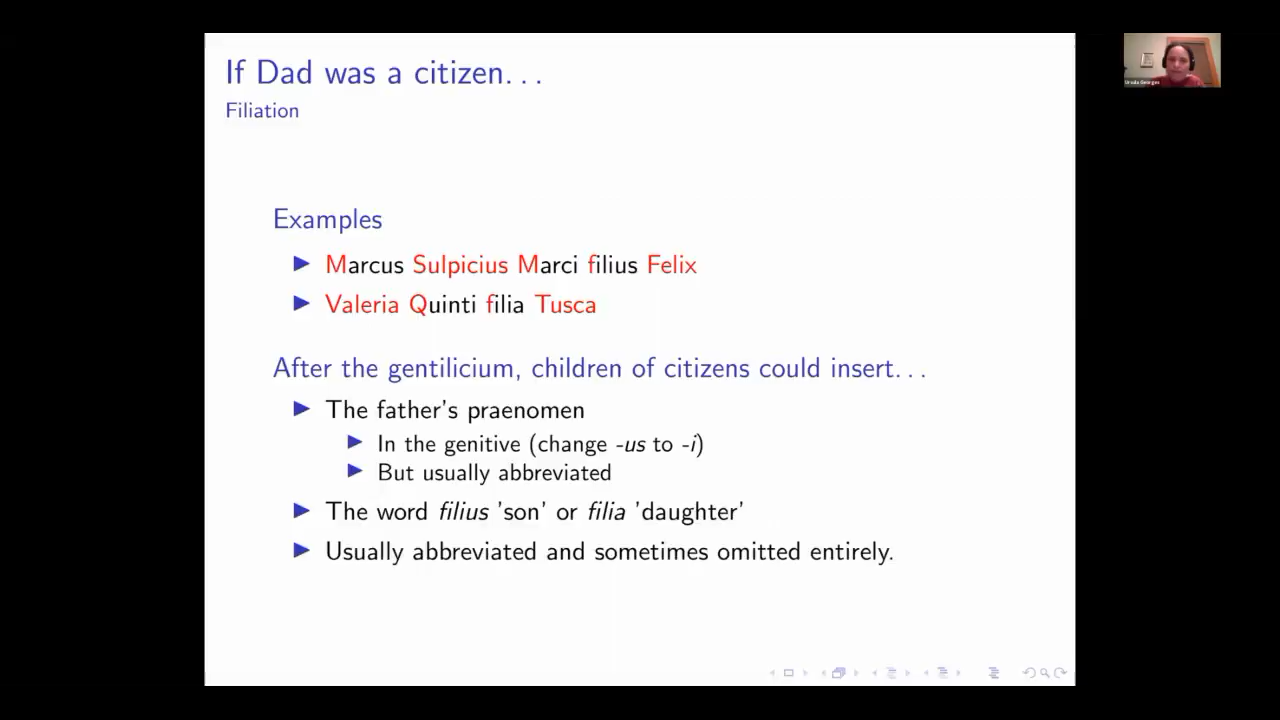 If Dad was a citizen...
Filiation
Examples
Marcus Sulpicius Marci filius Felix
Valeria Quinti filia Tusca
After the gentilicium, children of citizens could insert...
The father's praenomen
In the genitive (change -us to -i)
But usually abbreviated
The word filius 'son' or filia 'daughter'
Usually abbreviated and sometimes omitted entirely.
Ursula Georges